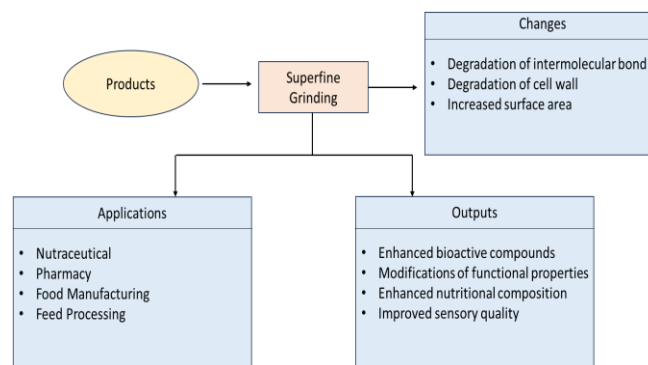 Changes
• Degradation of intermolecular bond
• Degradation of cell wall
• Increased surface area
Products
Superfine
Grinding
Applications
• Nutraceutical
• Pharmacy
• Food Manufacturing
• Feed Processing
Outputs
• Enhanced bioactive compounds
• Modifications of functional properties
• Enhanced nutritional composition
• Improved sensory quality